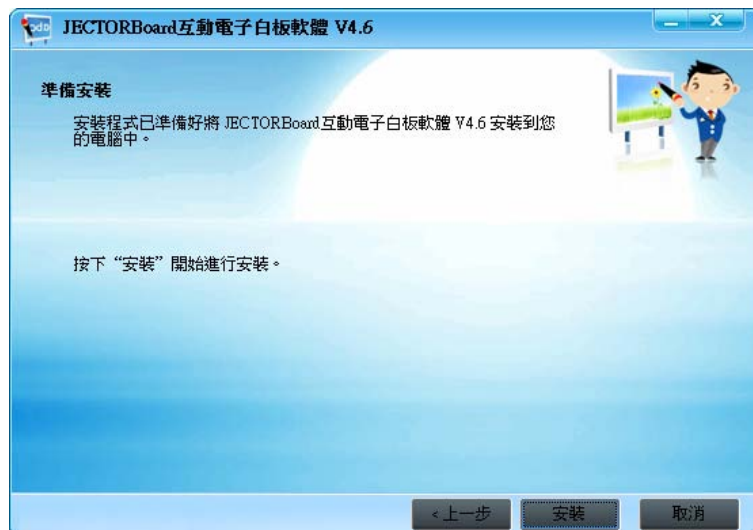 JECTORBoard互動電子白板軟體 V4.6
準備安裝
安裝程式已準備好將 JECTORBoard互動電子白板軟體 V4.6 安裝到您
的電腦中。
按下“安裝”開始進行安裝。
<上一步 安裝 取消